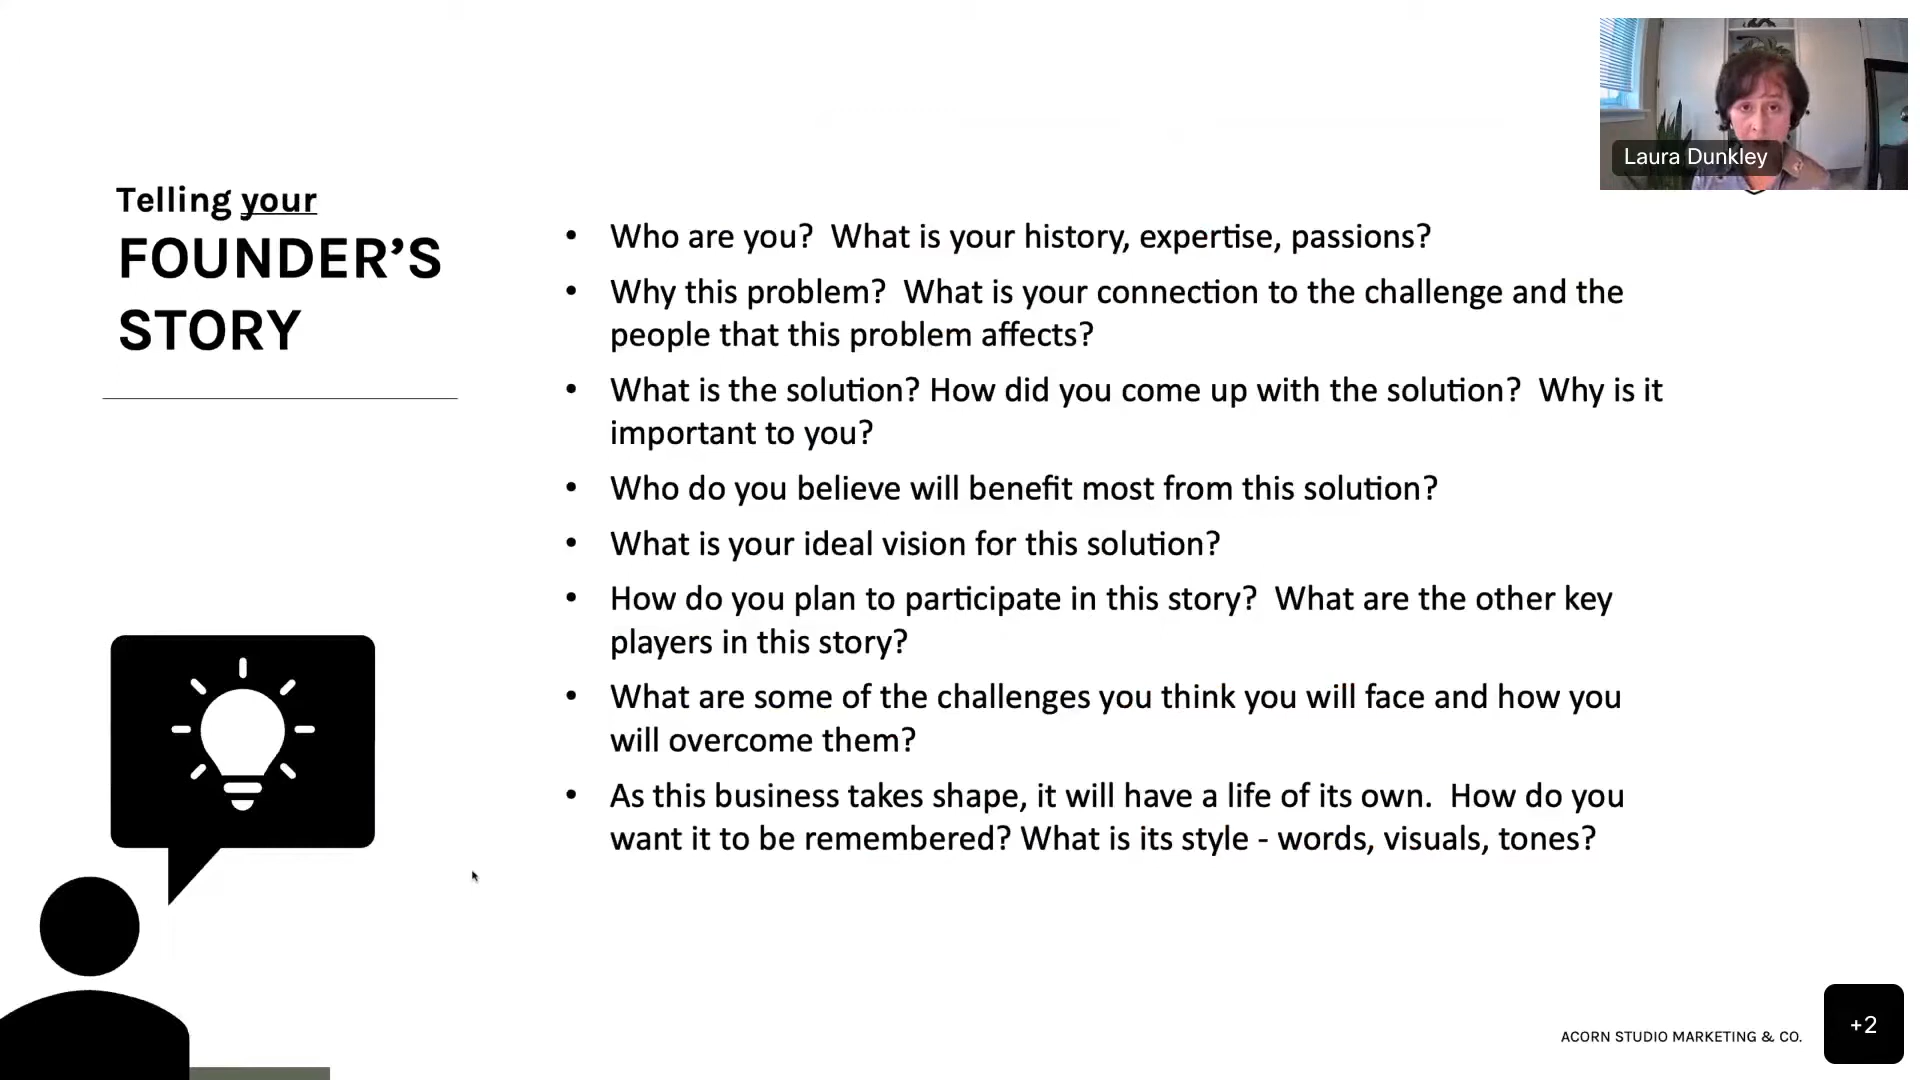 Laura Dunkley
Telling your
FOUNDER’S
STORY
• Who are you?  What is your history, expertise, passions?
• Why this problem?  What is your connection to the challenge and the
people that this problem affects?
• What is the solution? How did you come up with the solution?  Why is it
important to you?
• Who do you believe will benefit most from this solution?
• What is your ideal vision for this solution?
• How do you plan to participate in this story?  What are the other key
players in this story?
• What are some of the challenges you think you will face and how you
will overcome them?
• As this business takes shape, it will have a life of its own.  How do you
want it to be remembered? What is its style - words, visuals, tones?
ACORN STUDIO MARKETING & CO.
+2